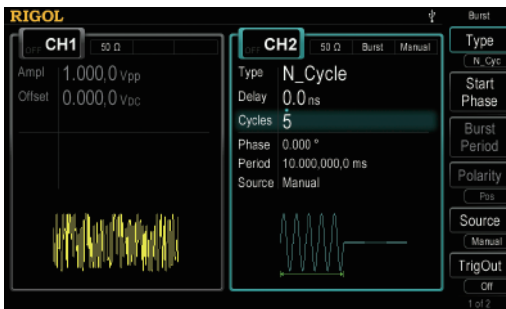 RIGOL
Burst
OFF CH1 50 Ω
Ampl 1.000,0 Vpp
Offset 0.000,0 VDC
OFF CH2 50 Ω Burst Manual
Type N_Cycle
Delay 0.0 ns
Cycles 5
Phase 0.000 °
Period 10.000,000,0 ms
Source Manual
Type
N_Cyc
Start
Phase
Burst
Period
Polarity
Pos
Source
Manual
TrigOut
Off
1 of 2